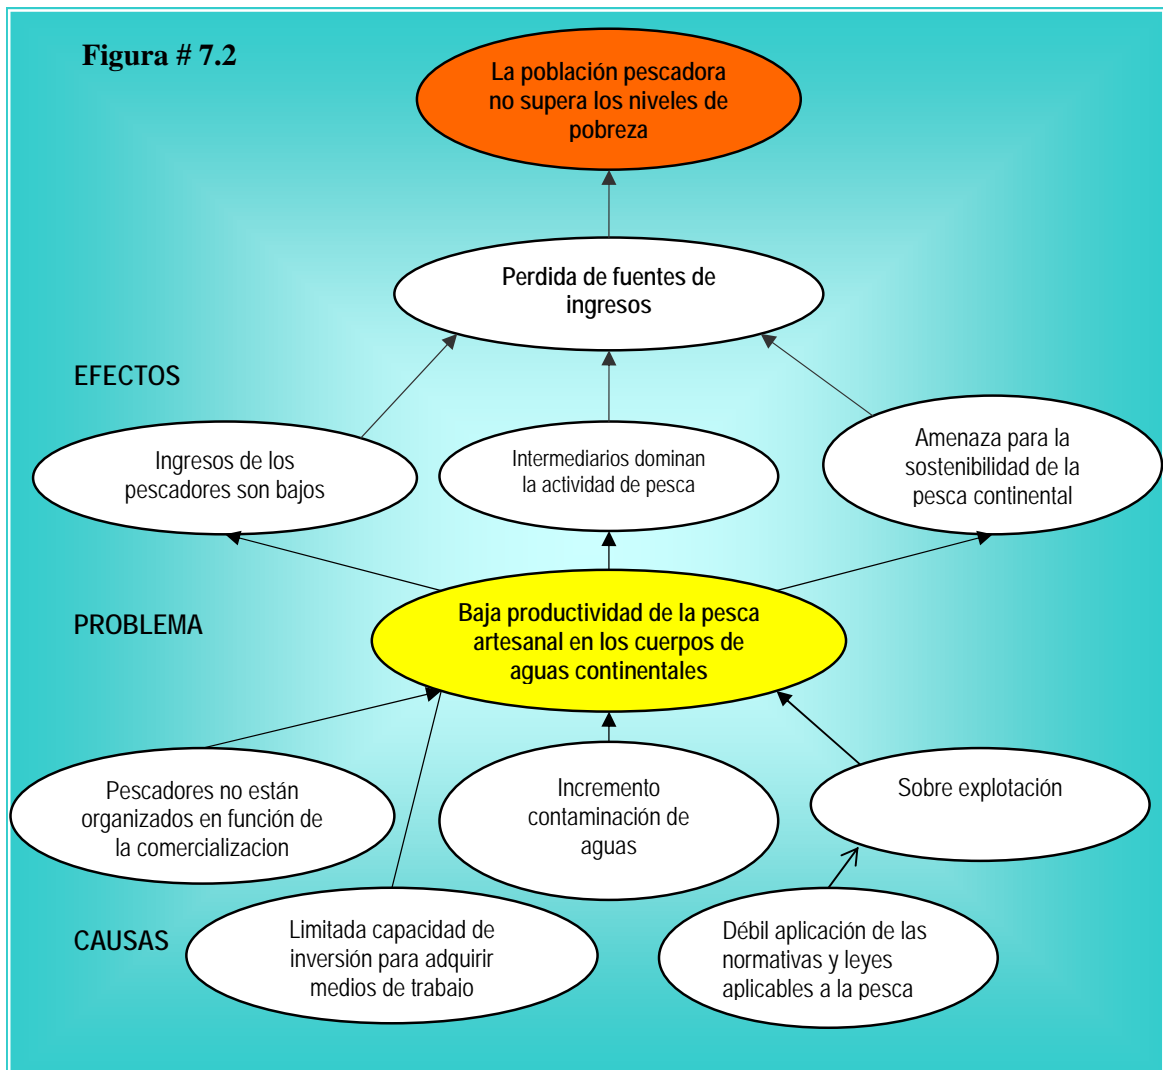 Figura # 7.2
La población pescadora
no supera los niveles de
pobreza
Perdida de fuentes de
ingresos
EFECTOS
Ingresos de los
pescadores son bajos
Intermediarios dominan
la actividad de pesca
Amenaza para la
sostenibilidad de la
pesca continental
PROBLEMA
Baja productividad de la pesca
artesanal en los cuerpos de
aguas continentales
Pescadores no están
organizados en función de
la comercializacion
Incremento
contaminación de
aguas
Sobre explotación
CAUSAS
Limitada capacidad de
inversión para adquirir
medios de trabajo
Débil aplicación de las
normativas y leyes
aplicables a la pesca